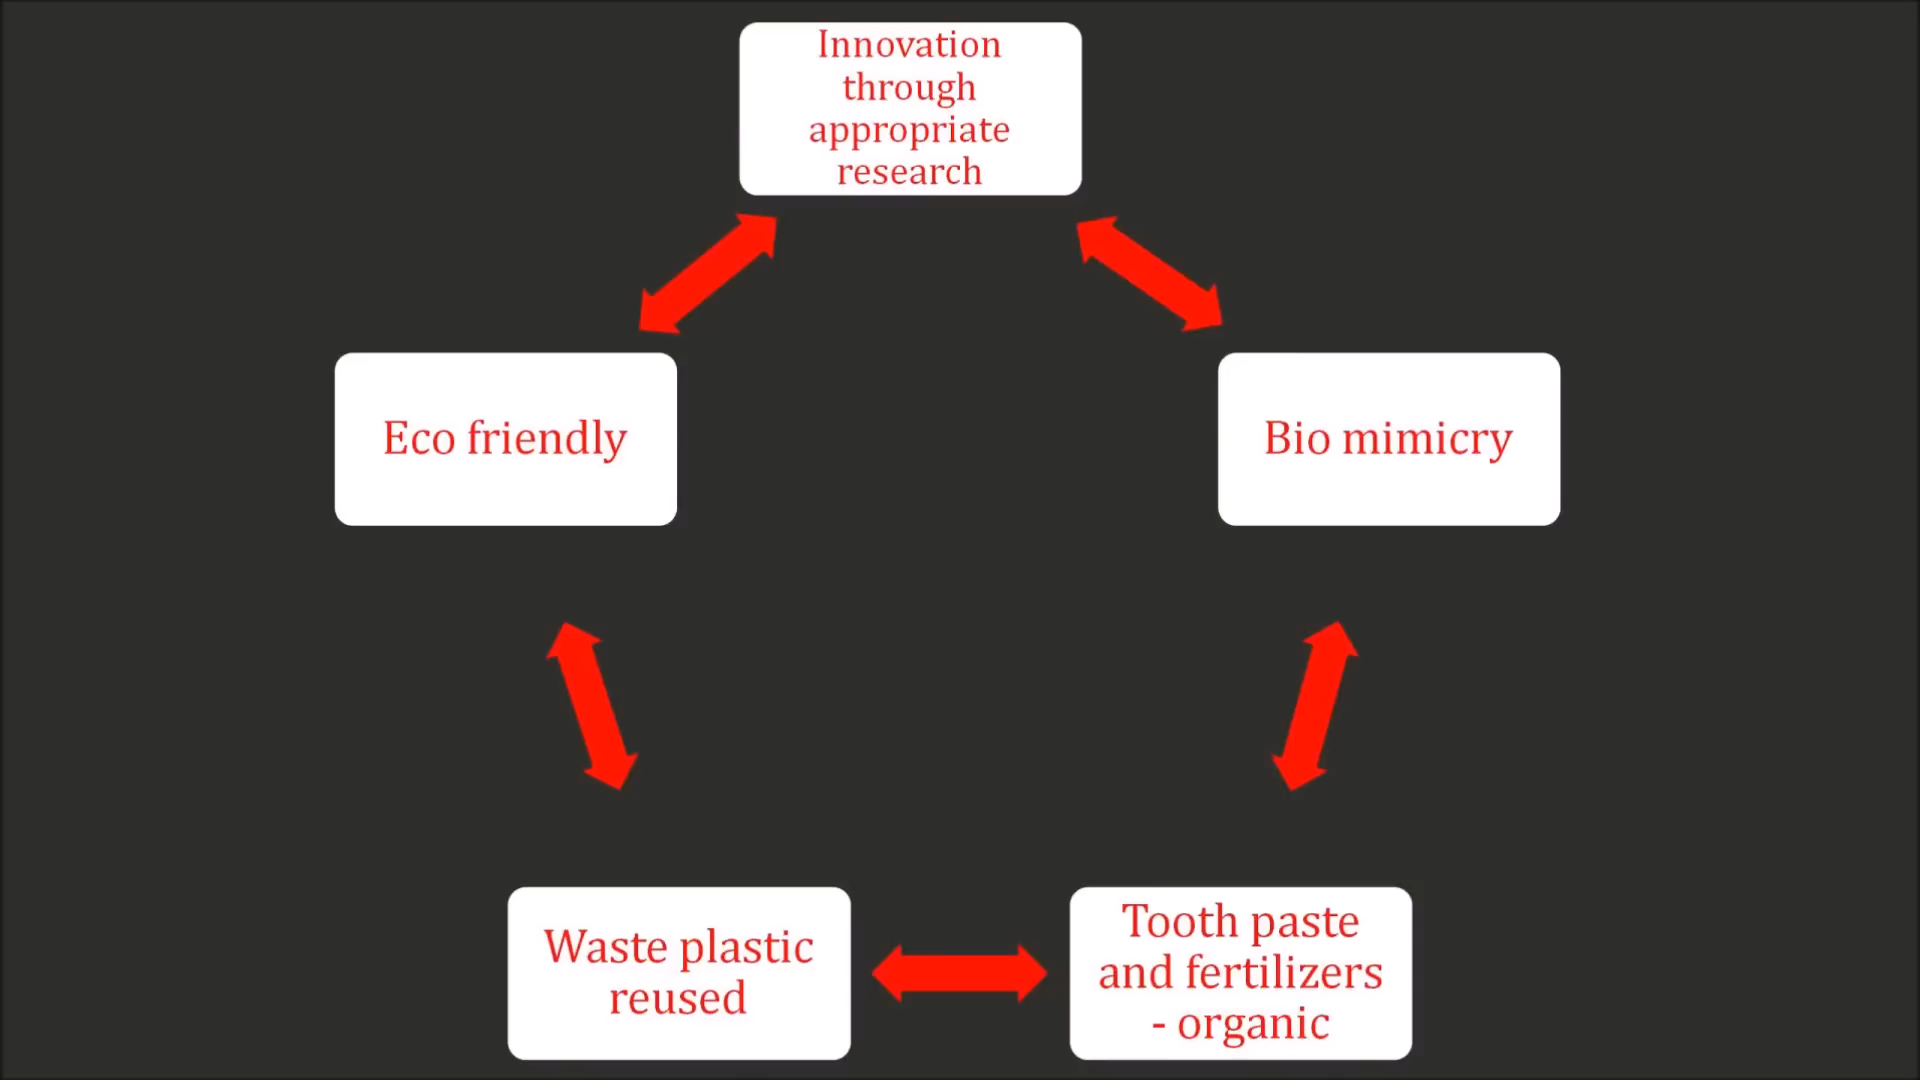 Innovation
through
appropriate
research
Eco friendly
Bio mimicry
Waste plastic
reused
Tooth paste
and fertilizers
- organic